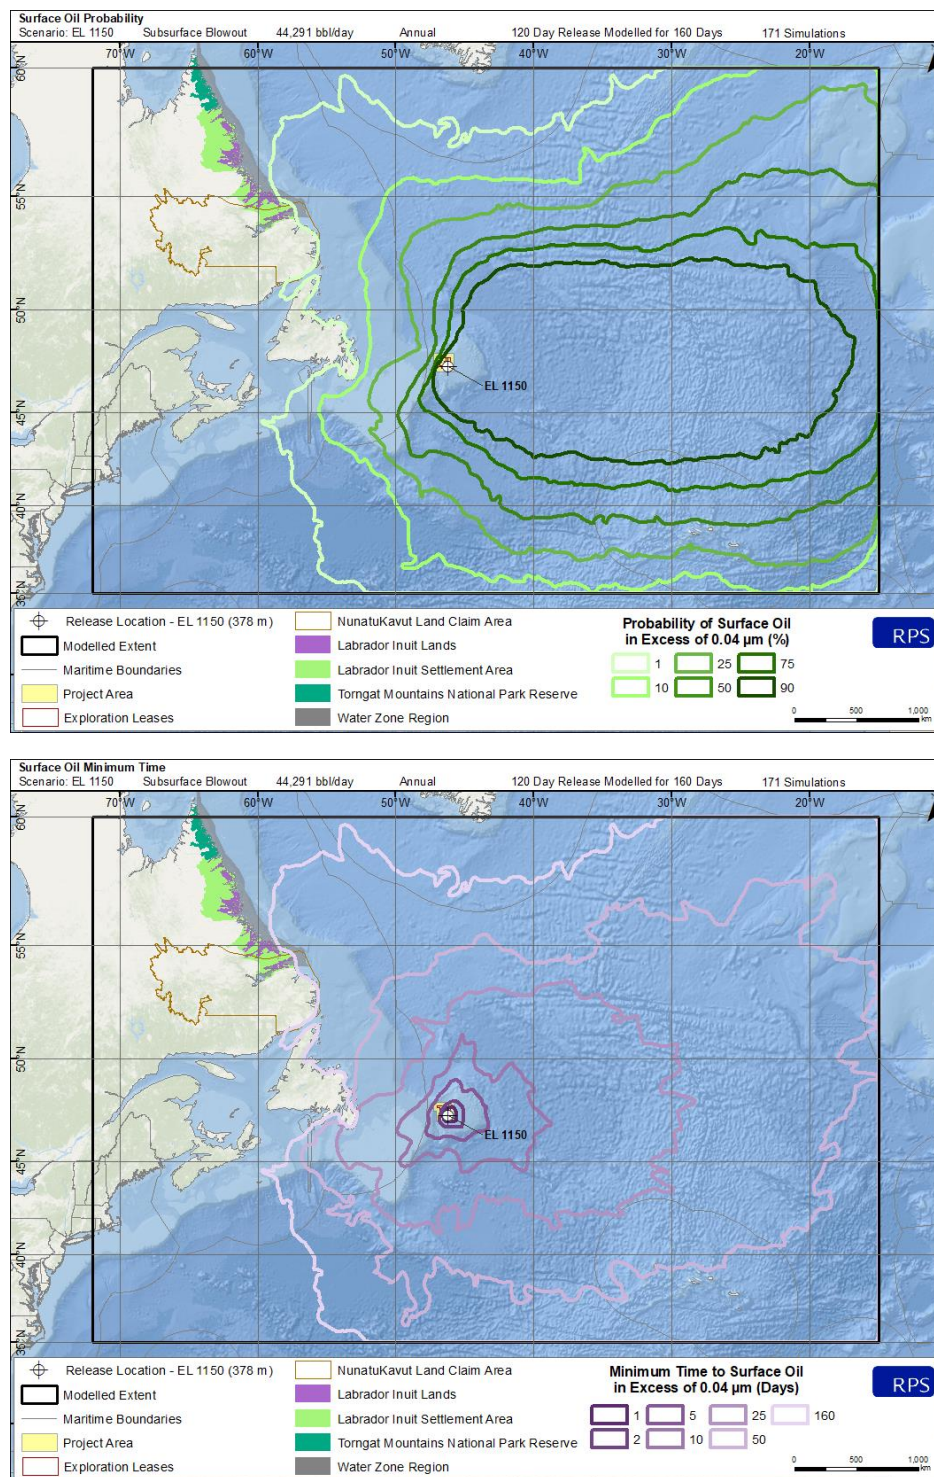 Surface Oil Probability
Scenario: EL 1150 Subsurface Blowout 44,291 bbl/day Annual 120 Day Release Modelled for 160 Days 171 Simulations
70°W 60°W 50°W 40°W 30°W 20°W
60°N
55°N
50°N
EL 1150
45°N
40°N
35°N
Release Location - EL 1150 (378 m)
Modelled Extent
Maritime Boundaries
Project Area
Exploration Leases
NunatuKavut Land Claim Area
Labrador Inuit Lands
Labrador Inuit Settlement Area
Torngat Mountains National Park Reserve
Water Zone Region
Probability of Surface Oil
in Excess of 0.04 µm (%)
1 25 75
10 50 90
RPS
0 500 1,000
km
Surface Oil Minimum Time
Scenario: EL 1150 Subsurface Blowout 44,291 bbl/day Annual 120 Day Release Modelled for 160 Days 171 Simulations
70°W 60°W 50°W 40°W 30°W 20°W
60°N
55°N
50°N
EL 1150
45°N
40°N
35°N
Release Location - EL 1150 (378 m)
Modelled Extent
Maritime Boundaries
Project Area
Exploration Leases
NunatuKavut Land Claim Area
Labrador Inuit Lands
Labrador Inuit Settlement Area
Torngat Mountains National Park Reserve
Water Zone Region
Minimum Time to Surface Oil
in Excess of 0.04 µm (Days)
1 5 25 160
2 10 50
RPS
0 500 1,000
km